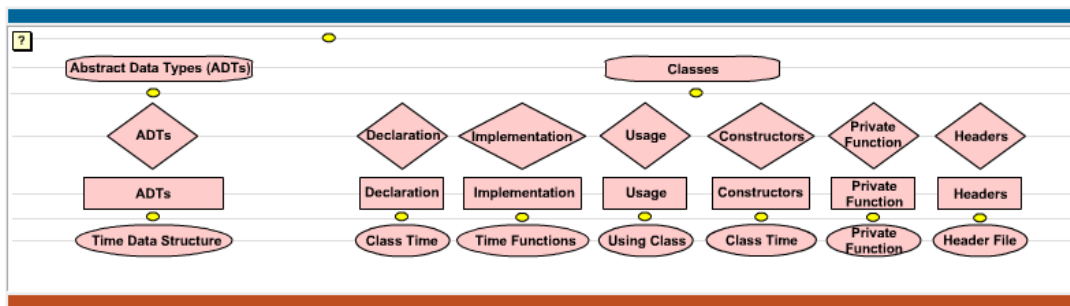 ?
Abstract Data Types (ADTs)
Classes
ADTs
Declaration
Implementation
Usage
Constructors
Private
Function
Headers
ADTs
Declaration
Implementation
Usage
Constructors
Private
Function
Headers
Time Data Structure
Class Time
Time Functions
Using Class
Class Time
Private
Function
Header File